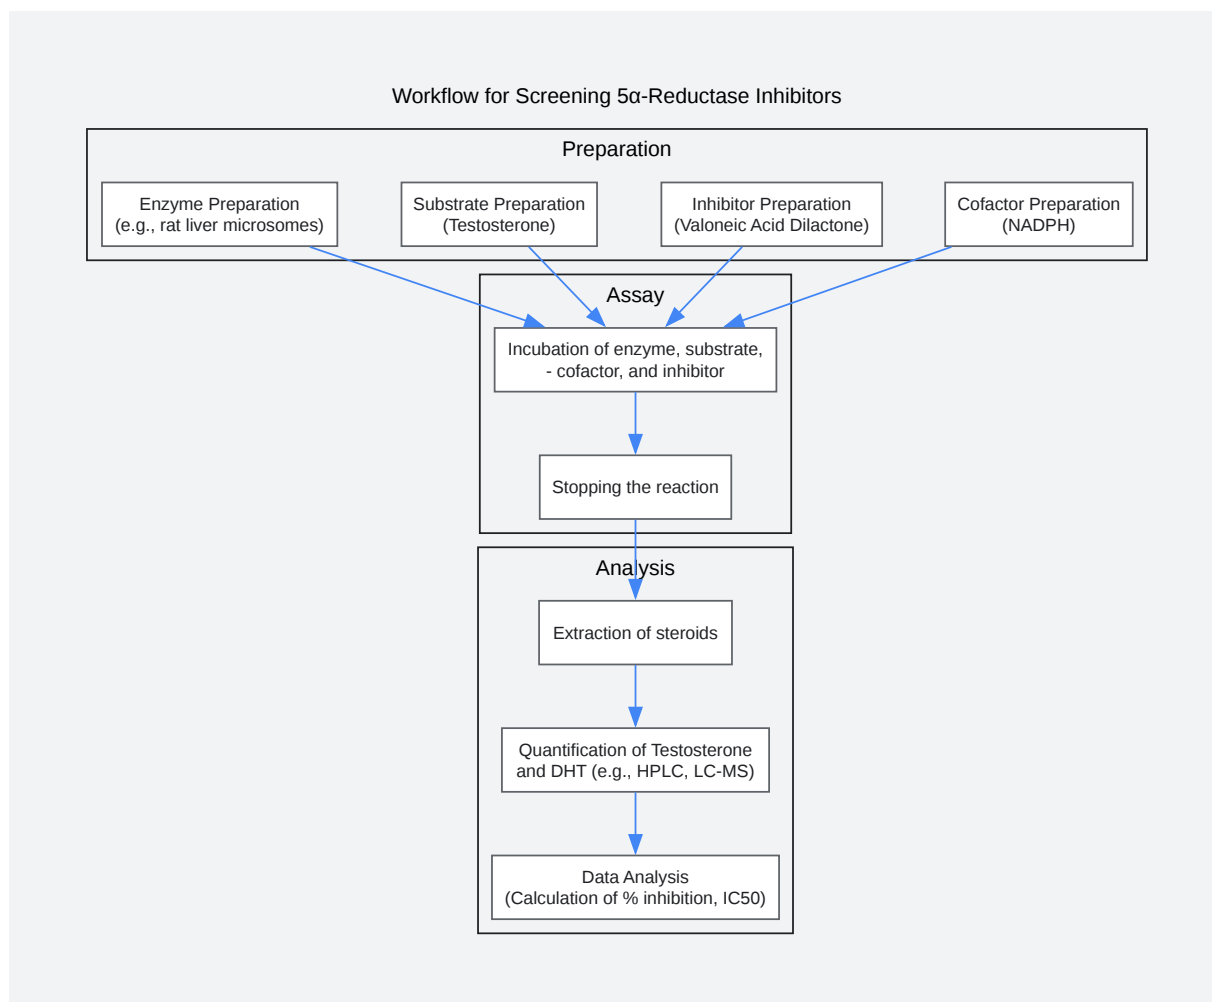 Workflow for Screening 5α-Reductase Inhibitors
Preparation
Enzyme Preparation
(e.g., rat liver microsomes)
Substrate Preparation
(Testosterone)
Inhibitor Preparation
(Valoneic Acid Dilactone)
Cofactor Preparation
(NADPH)
Assay
Incubation of enzyme, substrate,
- cofactor, and inhibitor
Stopping the reaction
Analysis
Extraction of steroids
Quantification of Testosterone
and DHT (e.g., HPLC, LC-MS)
Data Analysis
(Calculation of % inhibition, IC50)